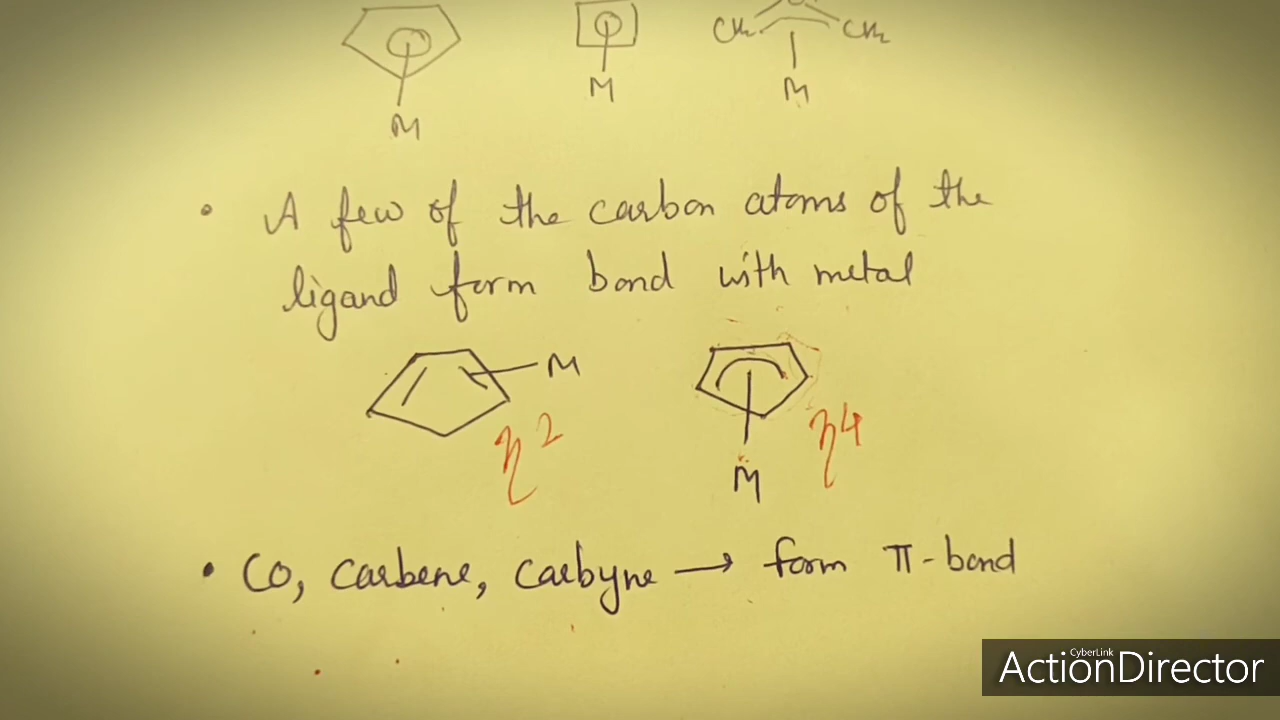 CH₂ CH₂
M M M
• A few of the carbon atoms of the
ligand form bond with metal
M
η2 η4
M
• CO, carbene, carbyne → form π-bond
CyberLink
ActionDirector